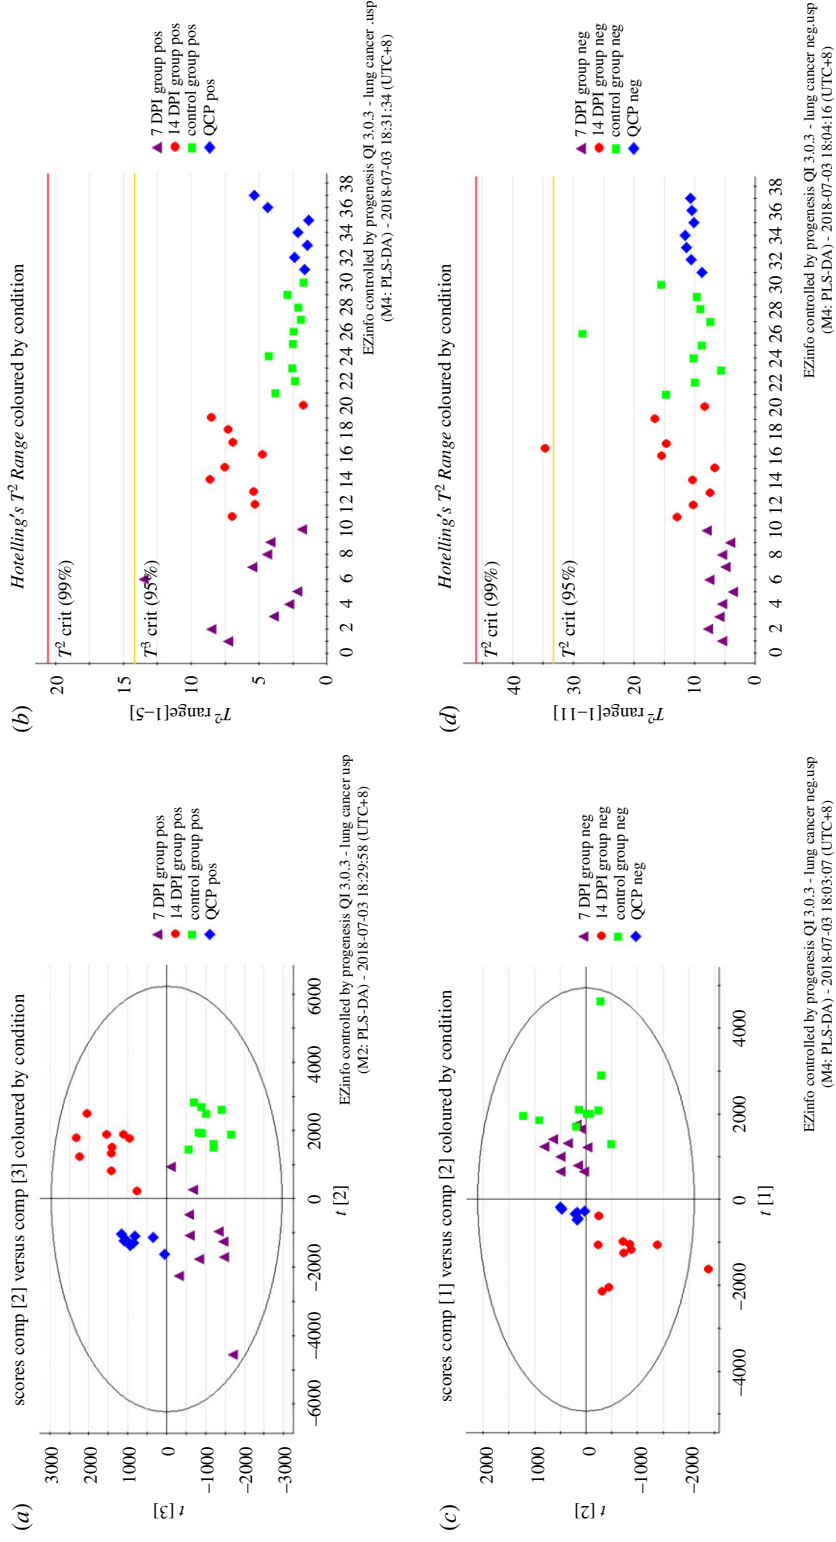 (a)
scores comp [2] versus comp [3] coloured by condition
3000
2000
1000
0
−1000
−2000
−3000
t [3]
−6000 −4000 −2000 0 2000 4000 6000
t [2]
7 DPI group pos
14 DPI group pos
control group pos
QCP pos
EZinfo controlled by progenesis QI 3.0.3 - lung cancer usp
(M2: PLS-DA) - 2018-07-03 18:29:58 (UTC+8)
(b)
Hotelling's T² Range coloured by condition
20
15
10
5
0
T² range[1–5]
T² crit (99%)
T³ crit (95%)
0 2 4 6 8 10 12 14 16 18 20 22 24 26 28 30 32 34 36 38
7 DPI group pos
14 DPI group pos
control group pos
QCP pos
EZinfo controlled by progenesis QI 3.0.3 - lung cancer .usp
(M4: PLS-DA) - 2018-07-03 18:31:34 (UTC+8)
(c)
scores comp [1] versus comp [2] coloured by condition
2000
1000
0
−1000
−2000
t [2]
−4000 −2000 0 2000 4000
t [1]
7 DPI group neg
14 DPI group neg
control group neg
QCP neg
EZinfo controlled by progenesis QI 3.0.3 - lung cancer neg.usp
(M4: PLS-DA) - 2018-07-03 18:03:07 (UTC+8)
(d)
Hotelling's T² Range coloured by condition
40
30
20
10
0
T² range[1–11]
T² crit (99%)
T² crit (95%)
0 2 4 6 8 10 12 14 16 18 20 22 24 26 28 30 32 34 36 38
7 DPI group neg
14 DPI group neg
control group neg
QCP neg
EZinfo controlled by progenesis QI 3.0.3 - lung cancer neg.usp
(M4: PLS-DA) - 2018-07-03 18:04:16 (UTC+8)